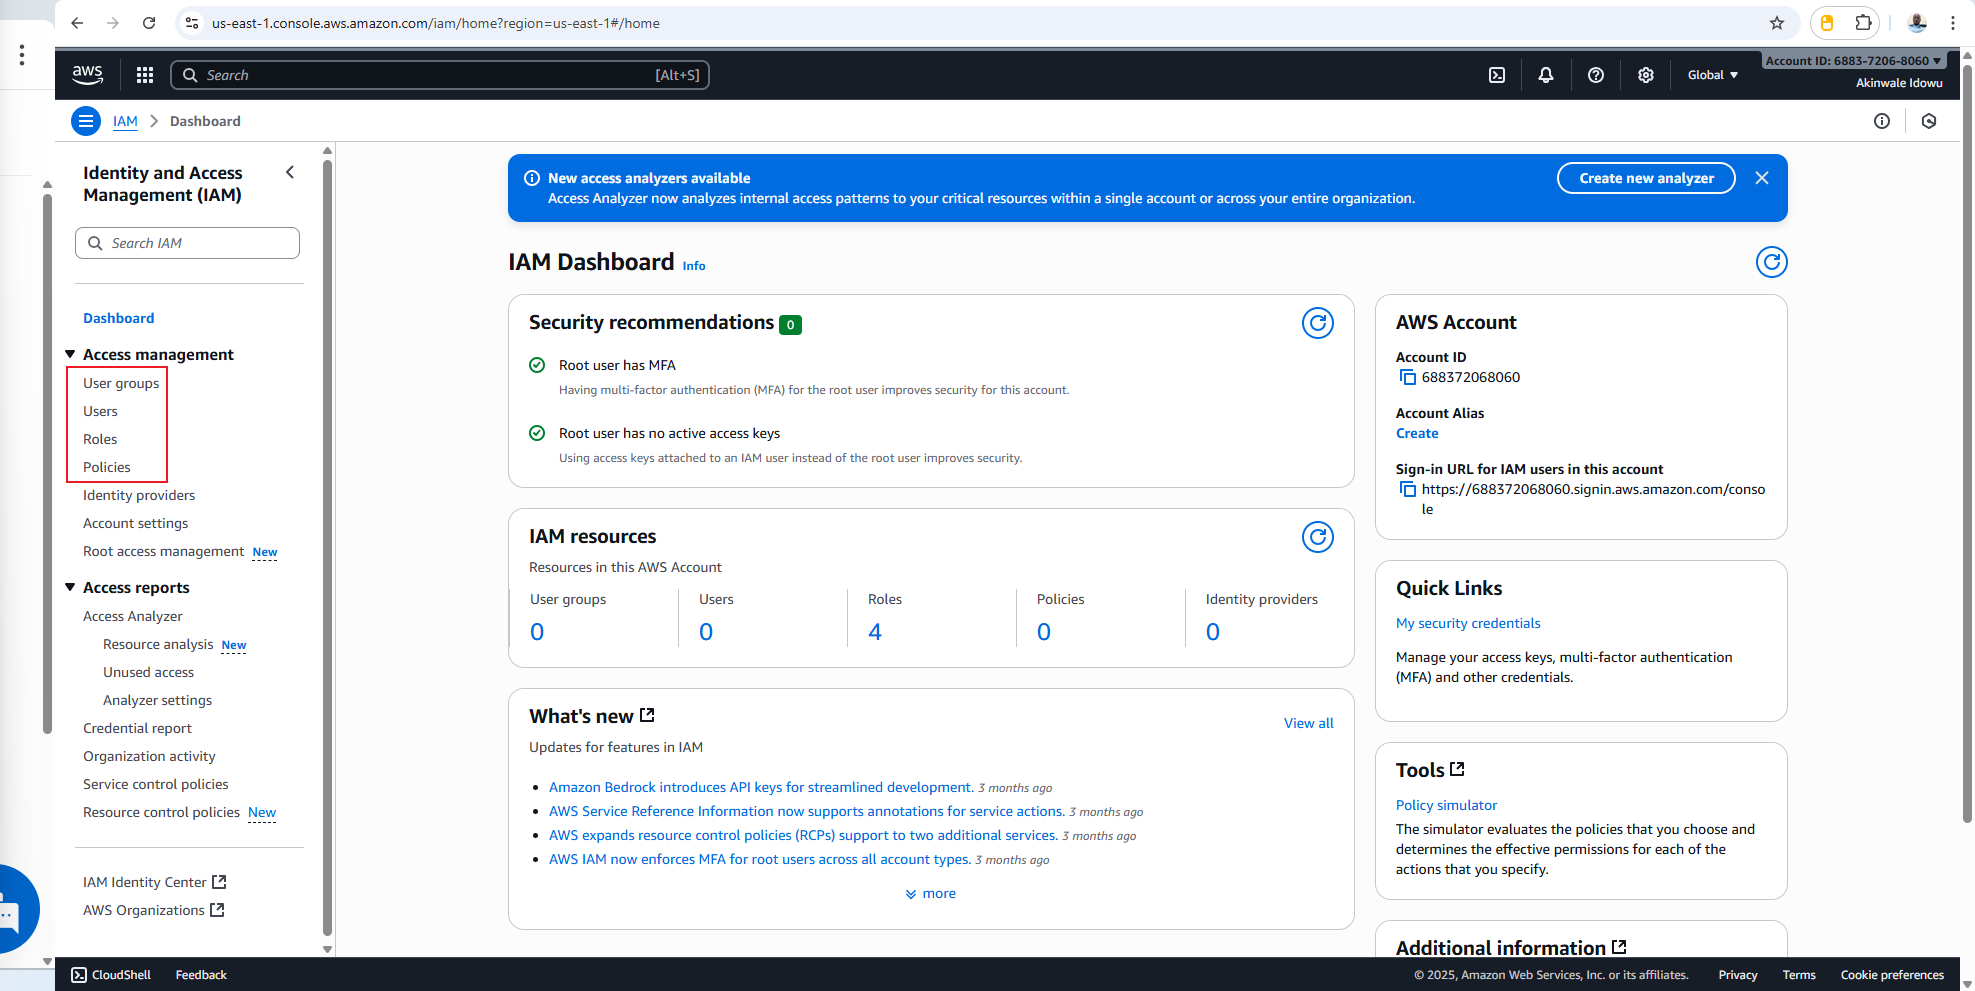 us-east-1.console.aws.amazon.com/iam/home?region=us-east-1#/home
aws
Search
[Alt+S]
Global
Account ID: 6883-7206-8060
Akinwale Idowu
IAM
Dashboard
Identity and Access
Management (IAM)
Search IAM
Dashboard
Access management
User groups
Users
Roles
Policies
Identity providers
Account settings
Root access management New
Access reports
Access Analyzer
Resource analysis New
Unused access
Analyzer settings
Credential report
Organization activity
Service control policies
Resource control policies New
IAM Identity Center
AWS Organizations
New access analyzers available
Access Analyzer now analyzes internal access patterns to your critical resources within a single account or across your entire organization.
Create new analyzer
IAM Dashboard Info
Security recommendations 0
Root user has MFA
Having multi-factor authentication (MFA) for the root user improves security for this account.
Root user has no active access keys
Using access keys attached to an IAM user instead of the root user improves security.
IAM resources
Resources in this AWS Account
User groups
0
Users
0
Roles
4
Policies
0
Identity providers
0
What's new
View all
Updates for features in IAM
Amazon Bedrock introduces API keys for streamlined development. 3 months ago
AWS Service Reference Information now supports annotations for service actions. 3 months ago
AWS expands resource control policies (RCPs) support to two additional services. 3 months ago
AWS IAM now enforces MFA for root users across all account types. 3 months ago
more
AWS Account
Account ID
688372068060
Account Alias
Create
Sign-in URL for IAM users in this account
https://688372068060.signin.aws.amazon.com/conso
le
Quick Links
My security credentials
Manage your access keys, multi-factor authentication
(MFA) and other credentials.
Tools
Policy simulator
The simulator evaluates the policies that you choose and
determines the effective permissions for each of the
actions that you specify.
Additional information
CloudShell
Feedback
© 2025, Amazon Web Services, Inc. or its affiliates.
Privacy
Terms
Cookie preferences